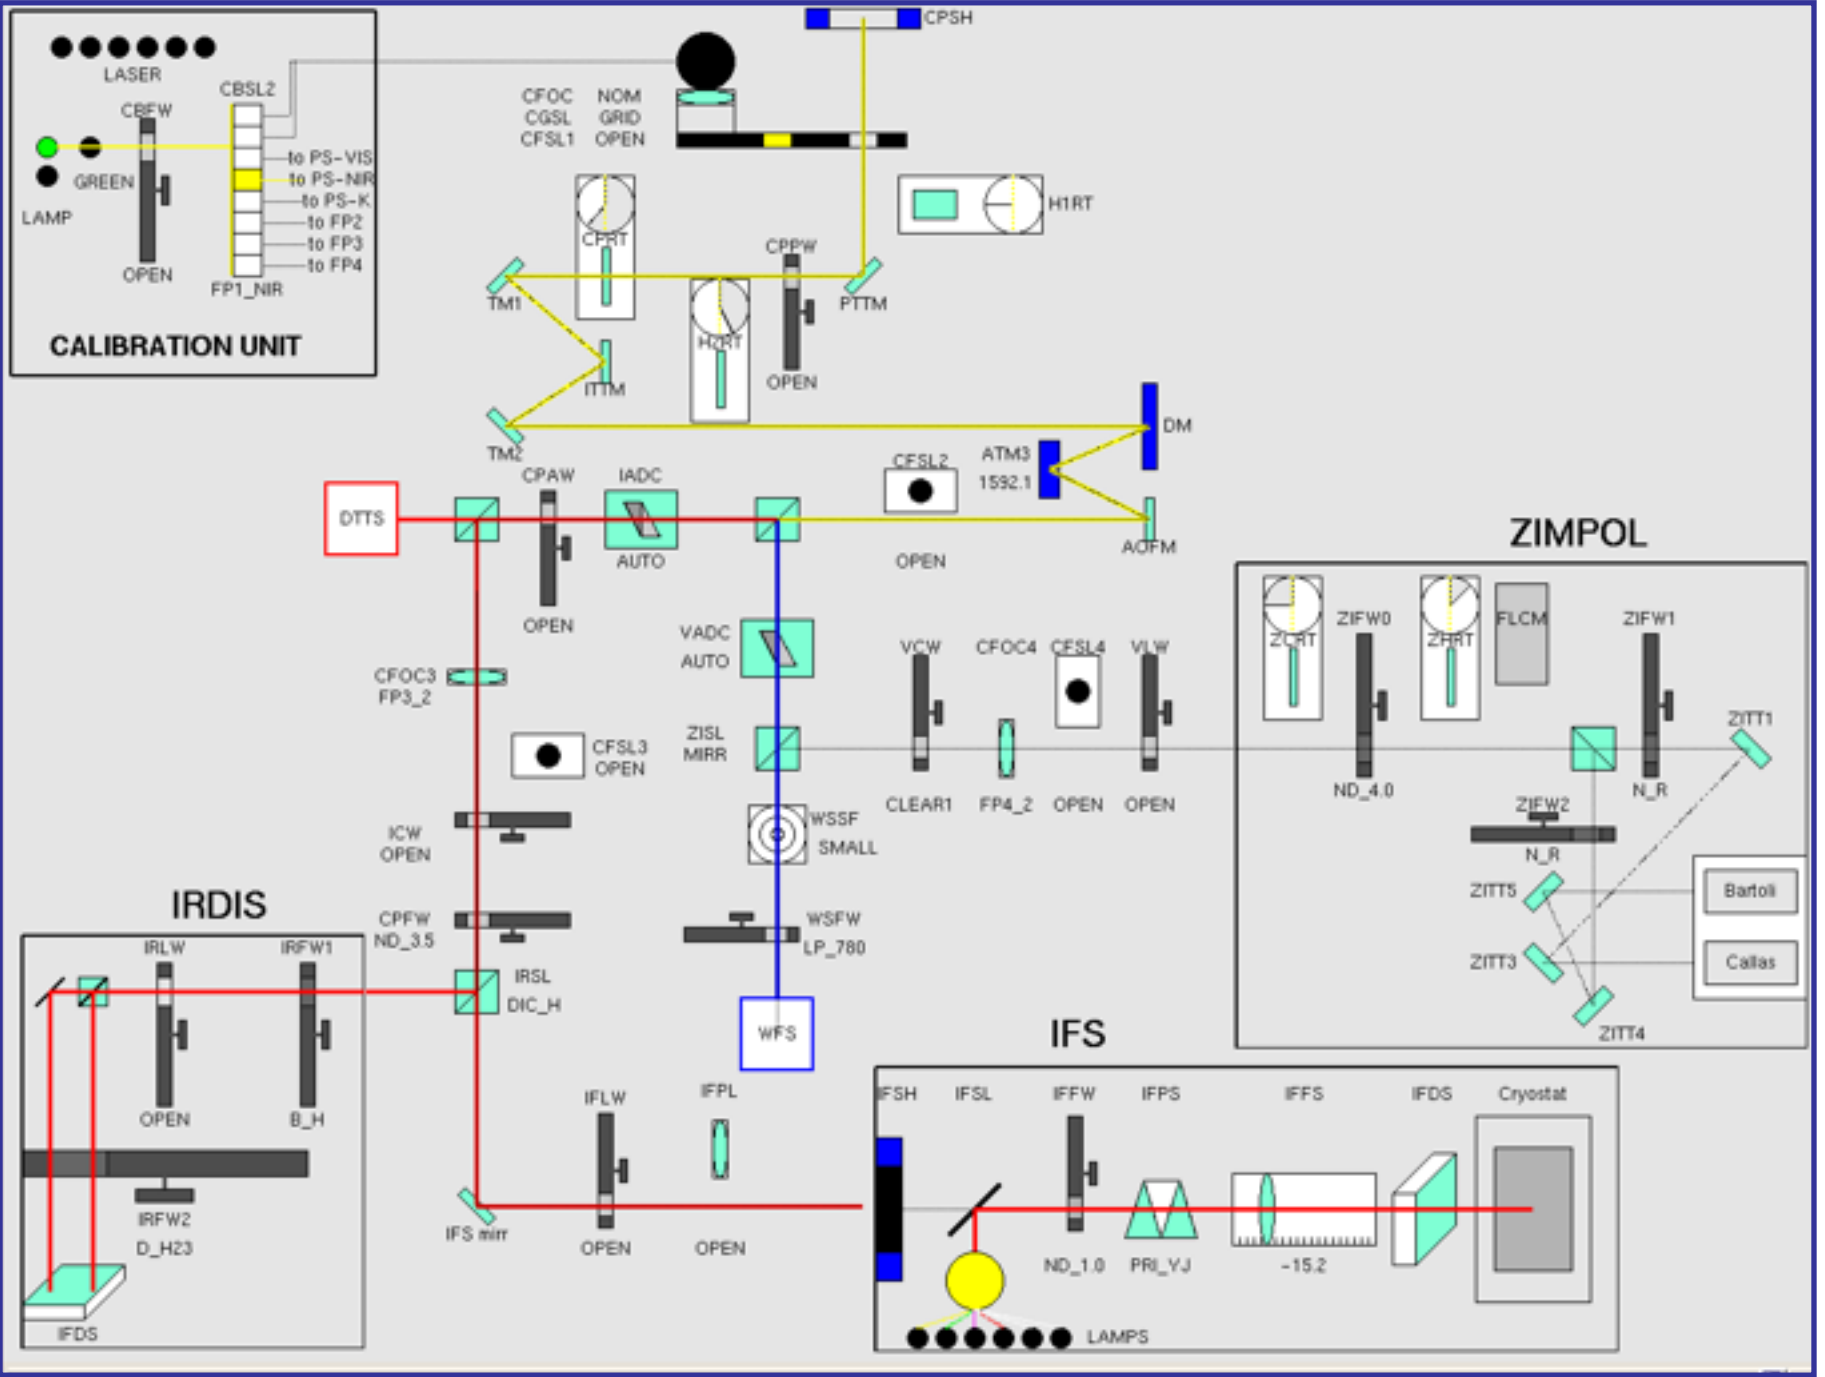 CPSH
LASER
CBSL2
CBFW
CFOC NOM
CGSL GRID
CFSL1 OPEN
to PS-VIS
GREEN
to PS-NIR
to PS-K
LAMP
to FP2
to FP3
to FP4
OPEN
FP1_NIR
CALIBRATION UNIT
CPRT
H1RT
CPPW
TM1
PTTM
H2RT
ITTM
OPEN
DM
TM2
ATM3
1592.1
CFSL2
CPAW
IADC
DTTS
AOFM
AUTO
OPEN
OPEN
ZIMPOL
ZCRT
ZIFW0
ZHRT
FLCM
ZIFW1
VADC
AUTO
VCW
CFOC4
CFSL4
VLW
CFOC3
FP3_2
ZITT1
CFSL3
OPEN
ZISL
MIRR
CLEAR1
FP4_2
OPEN
OPEN
ND_4.0
N_R
ZIFW2
N_R
WSSF
SMALL
ICW
OPEN
ZITT5
Bartoli
IRDIS
CPFW
ND_3.5
WSFW
LP_780
IRLW
IRFW1
ZITT3
Callas
IRSL
DIC_H
ZITT4
WFS
IFS
OPEN
B_H
IFLW
IFPL
IFSH
IFSL
IFFW
IFPS
IFFS
IFDS
Cryostat
IRFW2
D_H23
IFS mirr
OPEN
OPEN
ND_1.0
PRI_YJ
-15.2
IFDS
LAMPS